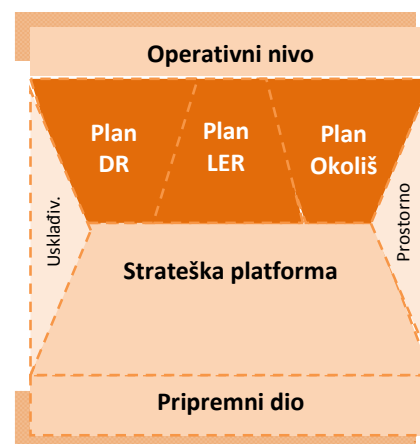 Operativni nivo
Plan
DR
Plan
LER
Plan
Okoliš
Usklađiv.
Prostorno
Strateška platforma
Pripremni dio